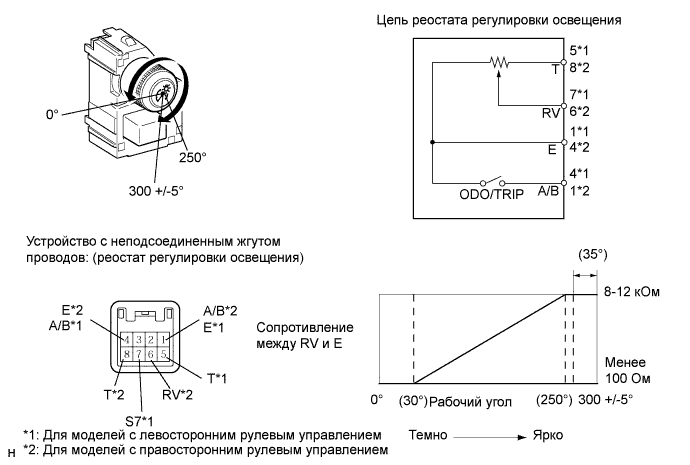 Цепь реостата регулировки освещения
5*1
T 8*2
7*1
RV 6*2
1*1
E 4*2
4*1
ODO/TRIP A/B 1*2
0°
250°
300 +/-5°
Устройство с неподсоединенным жгутом
проводов: (реостат регулировки освещения)
E*2 A/B*2
A/B*1 E*1
4 3 2 1
8 7 6 5
T*1
T*2 RV*2
S7*1
Сопротивление
между RV и E
(35°)
8-12 кОм
Менее
100 Ом
0° (30°) Рабочий угол (250°) 300 +/-5°
Темно Ярко
*1: Для моделей с левосторонним рулевым управлением
н *2: Для моделей с правосторонним рулевым управлением